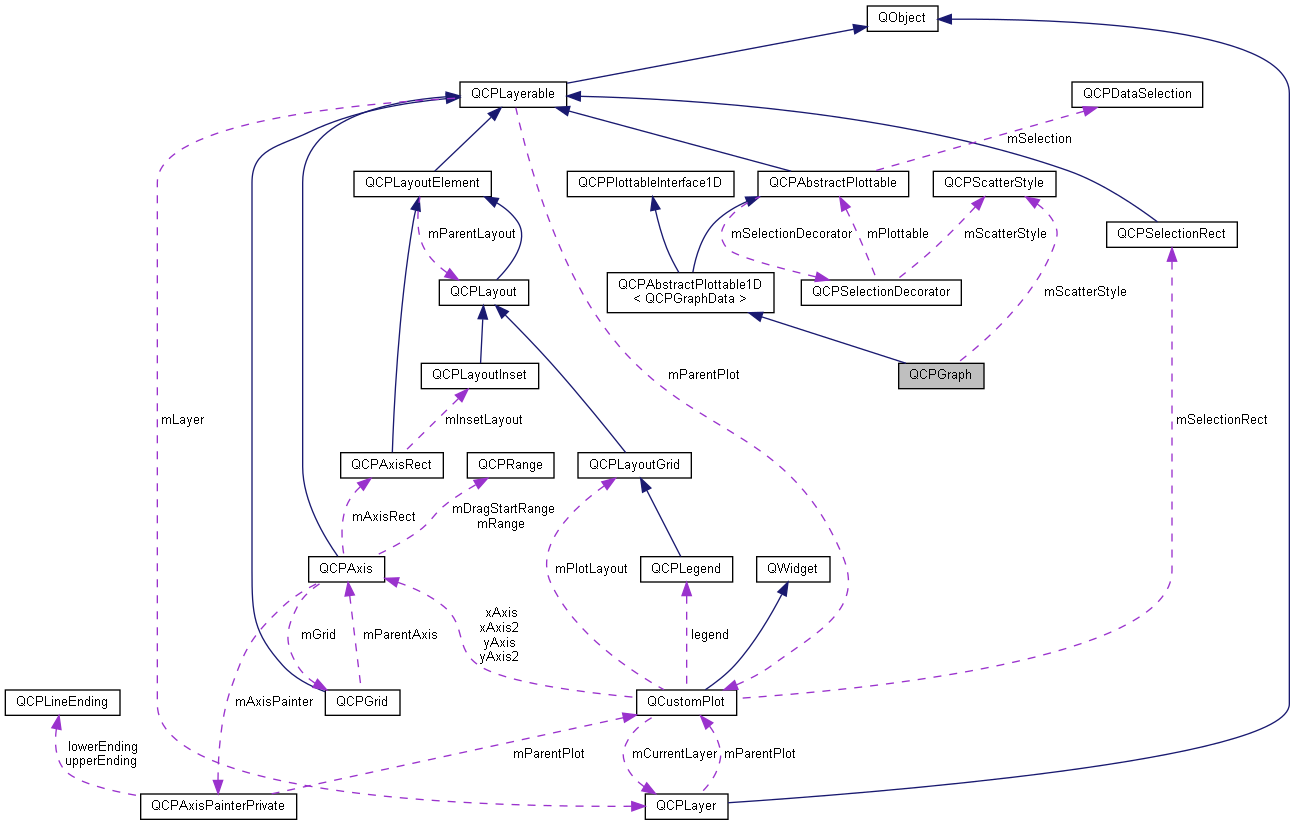 QObject
QCPLayerable
QCPDataSelection
mSelection
QCPLayoutElement
QCPPlottableInterface1D
QCPAbstractPlottable
QCPScatterStyle
mParentLayout
mSelectionDecorator
mPlottable
mScatterStyle
QCPSelectionRect
QCPLayout
QCPAbstractPlottable1D
< QCPGraphData >
QCPSelectionDecorator
mScatterStyle
QCPLayoutInset
mParentPlot
QCPGraph
mLayer
mInsetLayout
mSelectionRect
QCPAxisRect
QCPRange
QCPLayoutGrid
mAxisRect
mDragStartRange
mRange
QCPAxis
mPlotLayout
QCPLegend
QWidget
mGrid
mParentAxis
xAxis
xAxis2
yAxis
yAxis2
legend
QCPLineEnding
mAxisPainter
QCPGrid
QCustomPlot
lowerEnding
upperEnding
mParentPlot
mCurrentLayer
mParentPlot
QCPAxisPainterPrivate
QCPLayer